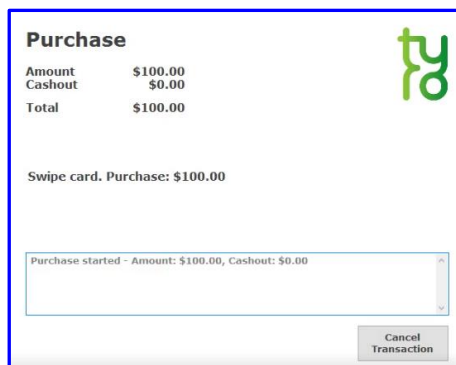 Purchase
tyro
Amount $100.00
Cashout $0.00
Total $100.00
Swipe card. Purchase: $100.00
Purchase started - Amount: $100.00, Cashout: $0.00
Cancel
Transaction